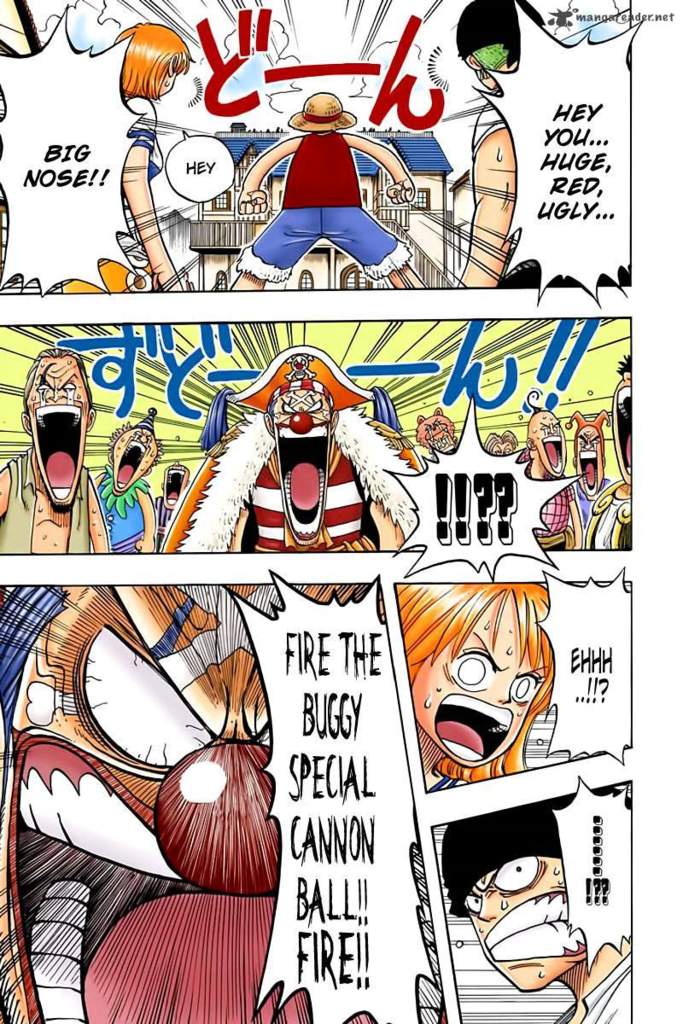 mangareader.net
どーん
HEY
YOU...
HUGE,
RED,
UGLY...
HEY
BIG
NOSE!!
ずどーーん!!
!!??
EHHH
..!!?
........!??
FIRE THE
BUGGY
SPECIAL
CANNON
BALL!!
FIRE!!